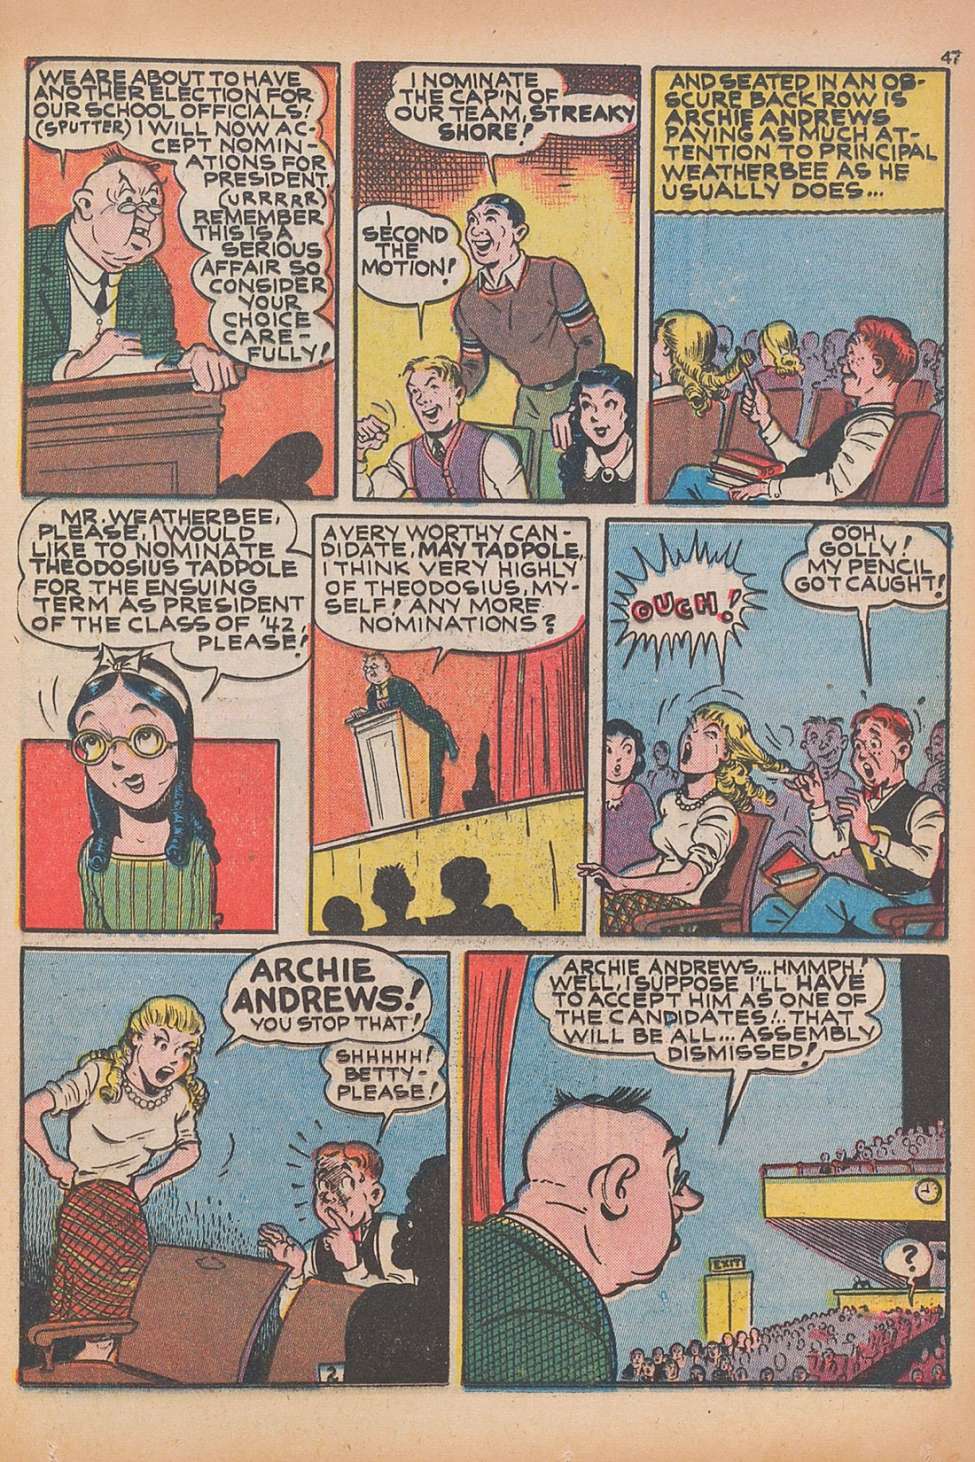 47
WE ARE ABOUT TO HAVE
ANOTHER ELECTION FOR
OUR SCHOOL OFFICIALS!
(SPUTTER) I WILL NOW AC-
CEPT NOMIN-
ATIONS FOR
PRESIDENT
(URRRRR)
REMEMBER
THIS IS A
SERIOUS
AFFAIR SO
CONSIDER
YOUR
CHOICE
CARE-
FULLY!
I NOMINATE
THE CAP'N OF
OUR TEAM, STREAKY
SHORE!
I
SECOND
THE
MOTION!
AND SEATED IN AN OB-
SCURE BACK ROW IS
ARCHIE ANDREWS
PAYING AS MUCH AT-
TENTION TO PRINCIPAL
WEATHERBEE AS HE
USUALLY DOES...
MR. WEATHERBEE,
PLEASE, I WOULD
LIKE TO NOMINATE
THEODOSIUS TADPOLE
FOR THE ENSUING
TERM AS PRESIDENT
OF THE CLASS OF '42,
PLEASE!
A VERY WORTHY CAN-
DIDATE, MAY TADPOLE,
I THINK VERY HIGHLY
OF THEODOSIUS, MY-
SELF! ANY MORE
NOMINATIONS?
OUCH!
OOH,
GOLLY!
MY PENCIL
GOT CAUGHT!
ARCHIE
ANDREWS!
YOU STOP THAT!
SHHHHH!
BETTY-
PLEASE!
2
ARCHIE ANDREWS...HMMPH!
WELL, I SUPPOSE I'LL HAVE
TO ACCEPT HIM AS ONE OF
THE CANDIDATES!.. THAT
WILL BE ALL... ASSEMBLY
DISMISSED!
EXIT
?